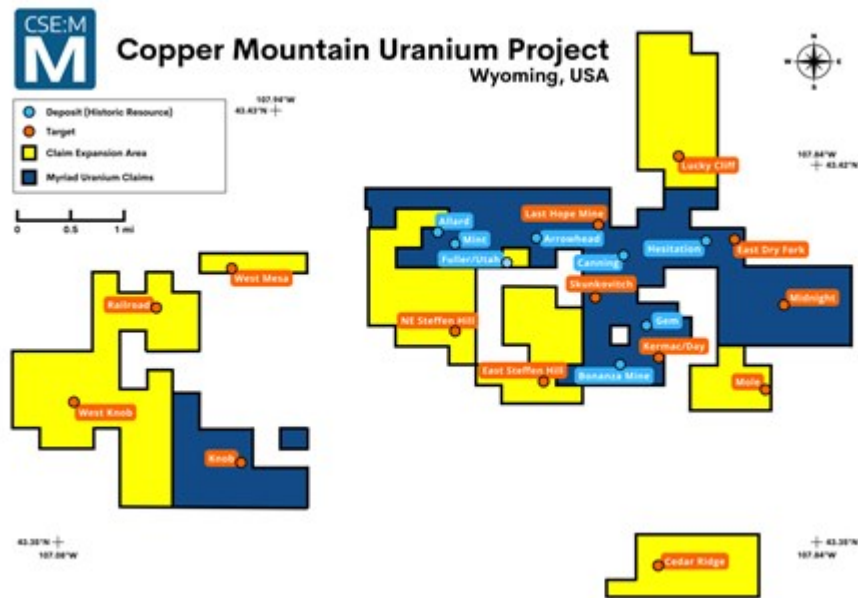 CSE:M
M
Copper Mountain Uranium Project
Wyoming, USA
Deposit (Historic Resource)
Target
Claim Expansion Area
Myriad Uranium Claims
0 0.5 1 mi
107.94°W
43.43°N
N
W E
S
107.84°W
43.42°N
Lucky Cliff
Allard
Last Hope Mine
Mint
Arrowhead
Hesitation
East Dry Fork
Fuller/Utah
Canning
West Mesa
Skunkovitch
Railroad
Midnight
NE Steffen Hill
Gem
Kermac/Day
East Steffen Hill
Bonanza Mine
Mole
West Knob
Knob
43.35°N
107.08°W
43.35°N
107.84°W
Cedar Ridge